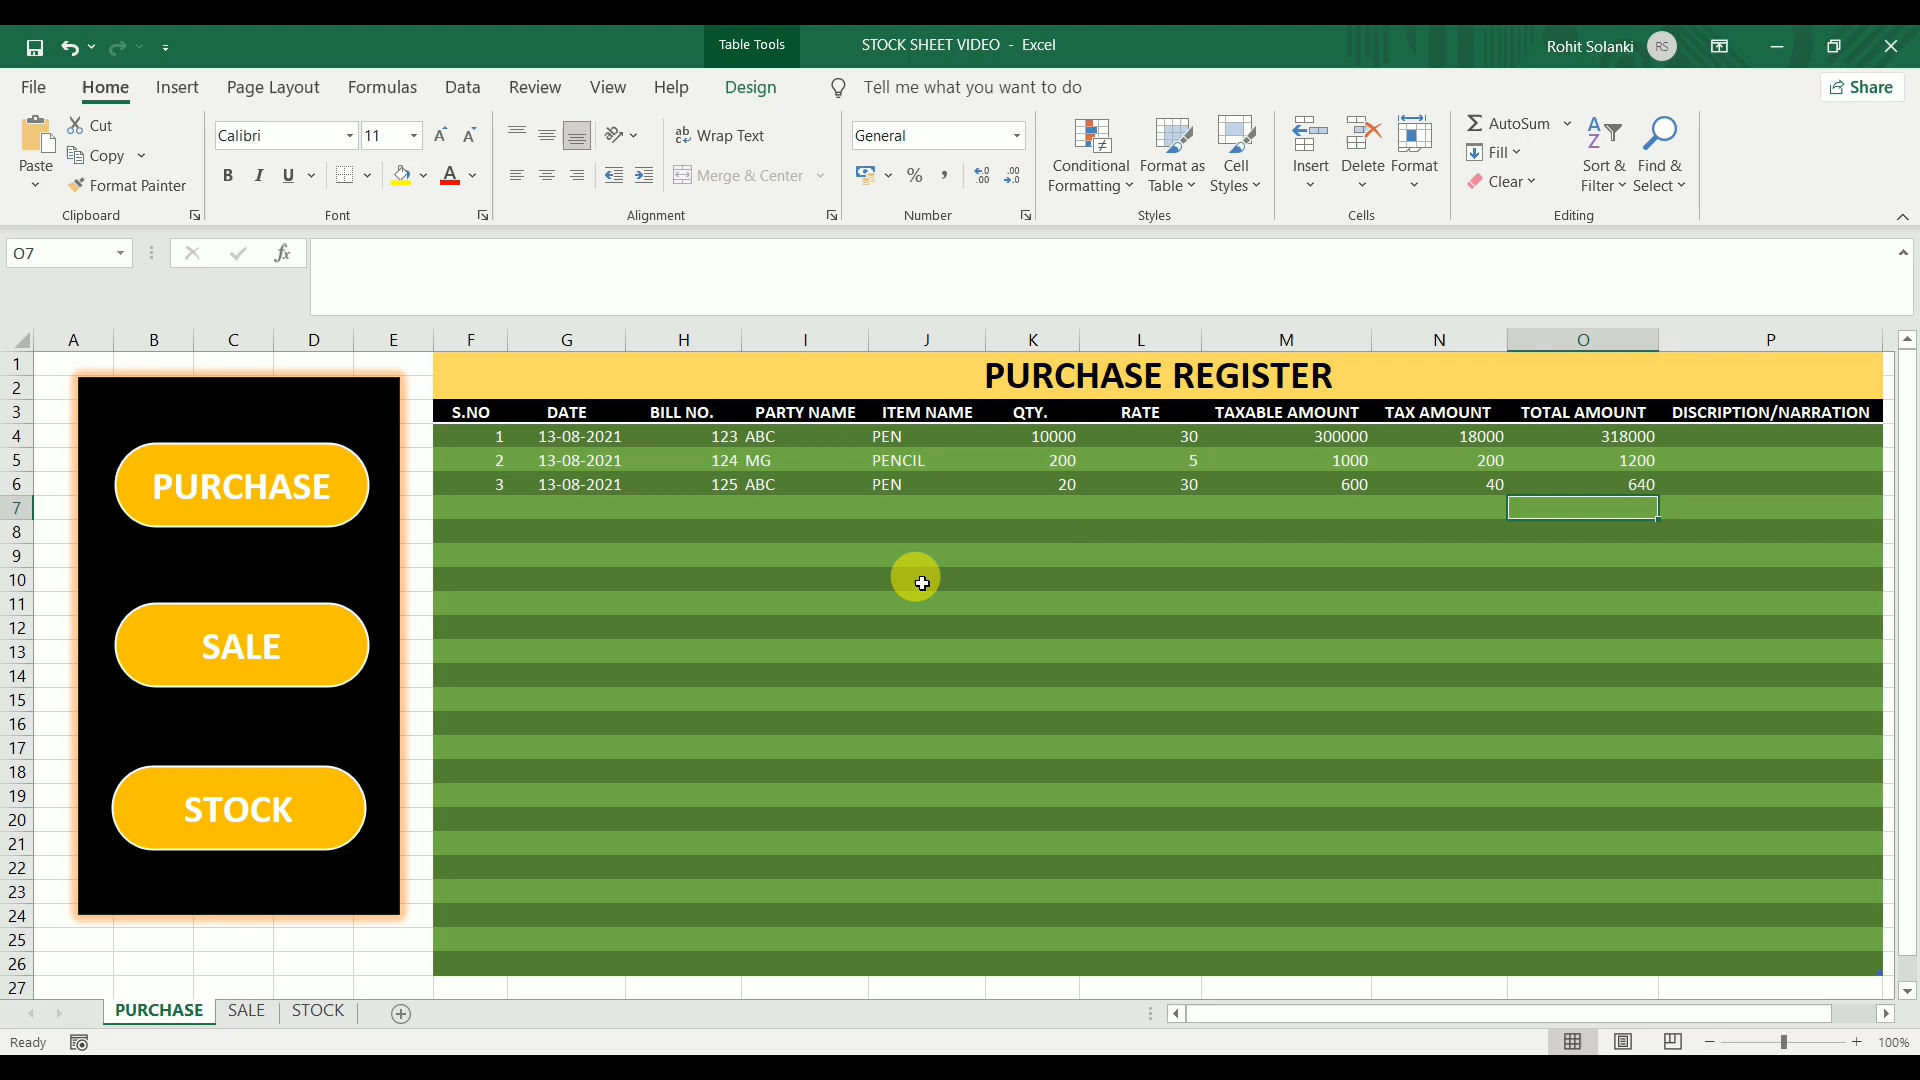 Table Tools
STOCK SHEET VIDEO - Excel
Rohit Solanki RS
File Home Insert Page Layout Formulas Data Review View Help Design Tell me what you want to do Share
Paste
Cut
Copy
Format Painter
Clipboard
Calibri 11
B I U A
Font
Wrap Text
Merge & Center
Alignment
General
% ,
Number
Conditional Formatting
Format as Table
Cell Styles
Styles
Insert Delete Format
Cells
AutoSum
Fill
Clear
Sort & Filter
Find & Select
Editing
O7 fx
A B C D E F G H I J K L M N O P
1
2 PURCHASE REGISTER
3 S.NO DATE BILL NO. PARTY NAME ITEM NAME QTY. RATE TAXABLE AMOUNT TAX AMOUNT TOTAL AMOUNT DISCRIPTION/NARRATION
4 1 13-08-2021 123 ABC PEN 10000 30 300000 18000 318000
5 2 13-08-2021 124 MG PENCIL 200 5 1000 200 1200
6 3 13-08-2021 125 ABC PEN 20 30 600 40 640
7
8
9
10
11
12
13
14
15
16
17
18
19
20
21
22
23
24
25
26
27
PURCHASE
SALE
STOCK
PURCHASE SALE STOCK
Ready 100%